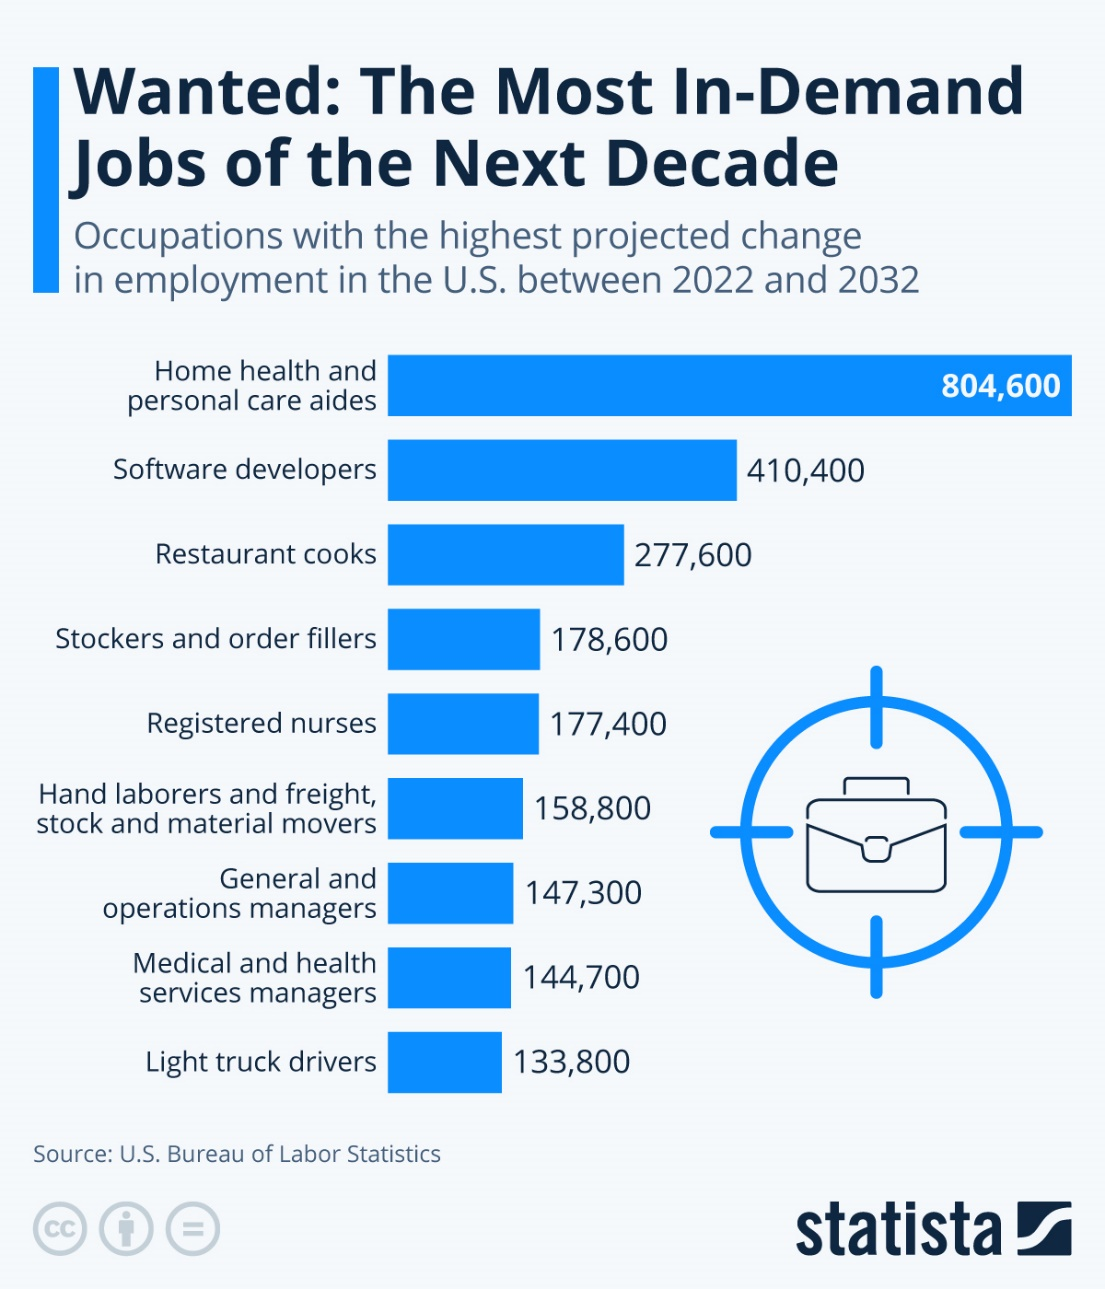 Wanted: The Most In-Demand
Jobs of the Next Decade
Occupations with the highest projected change
in employment in the U.S. between 2022 and 2032
Home health and
personal care aides
804,600
Software developers
410,400
Restaurant cooks
277,600
Stockers and order fillers
178,600
Registered nurses
177,400
Hand laborers and freight,
stock and material movers
158,800
General and
operations managers
147,300
Medical and health
services managers
144,700
Light truck drivers
133,800
Source: U.S. Bureau of Labor Statistics
cc
statista